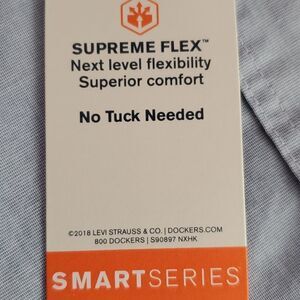 SUPREME FLEX™
Next level flexibility
Superior comfort
No Tuck Needed
©2018 LEVI STRAUSS & CO. | DOCKERS.COM
800 DOCKERS | S90897 NXHK
SMARTSERIES™